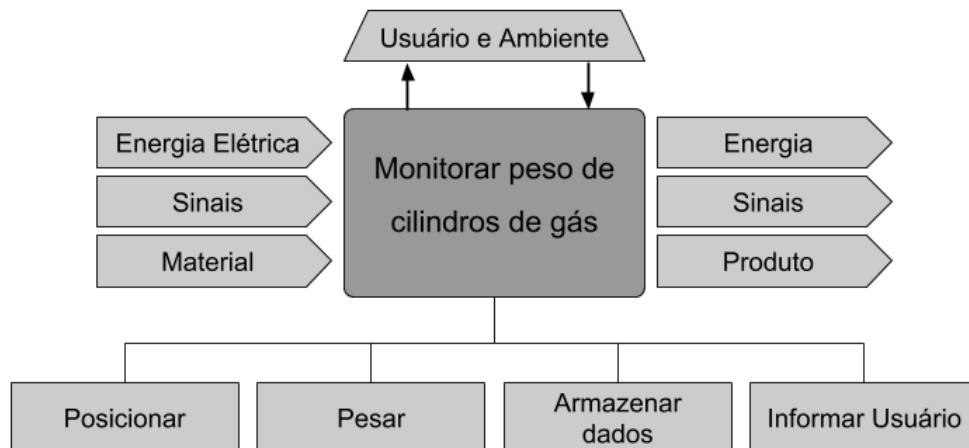 Usuário e Ambiente
Energia Elétrica
Sinais
Material
Monitorar peso de
cilindros de gás
Energia
Sinais
Produto
Posicionar
Pesar
Armazenar
dados
Informar Usuário